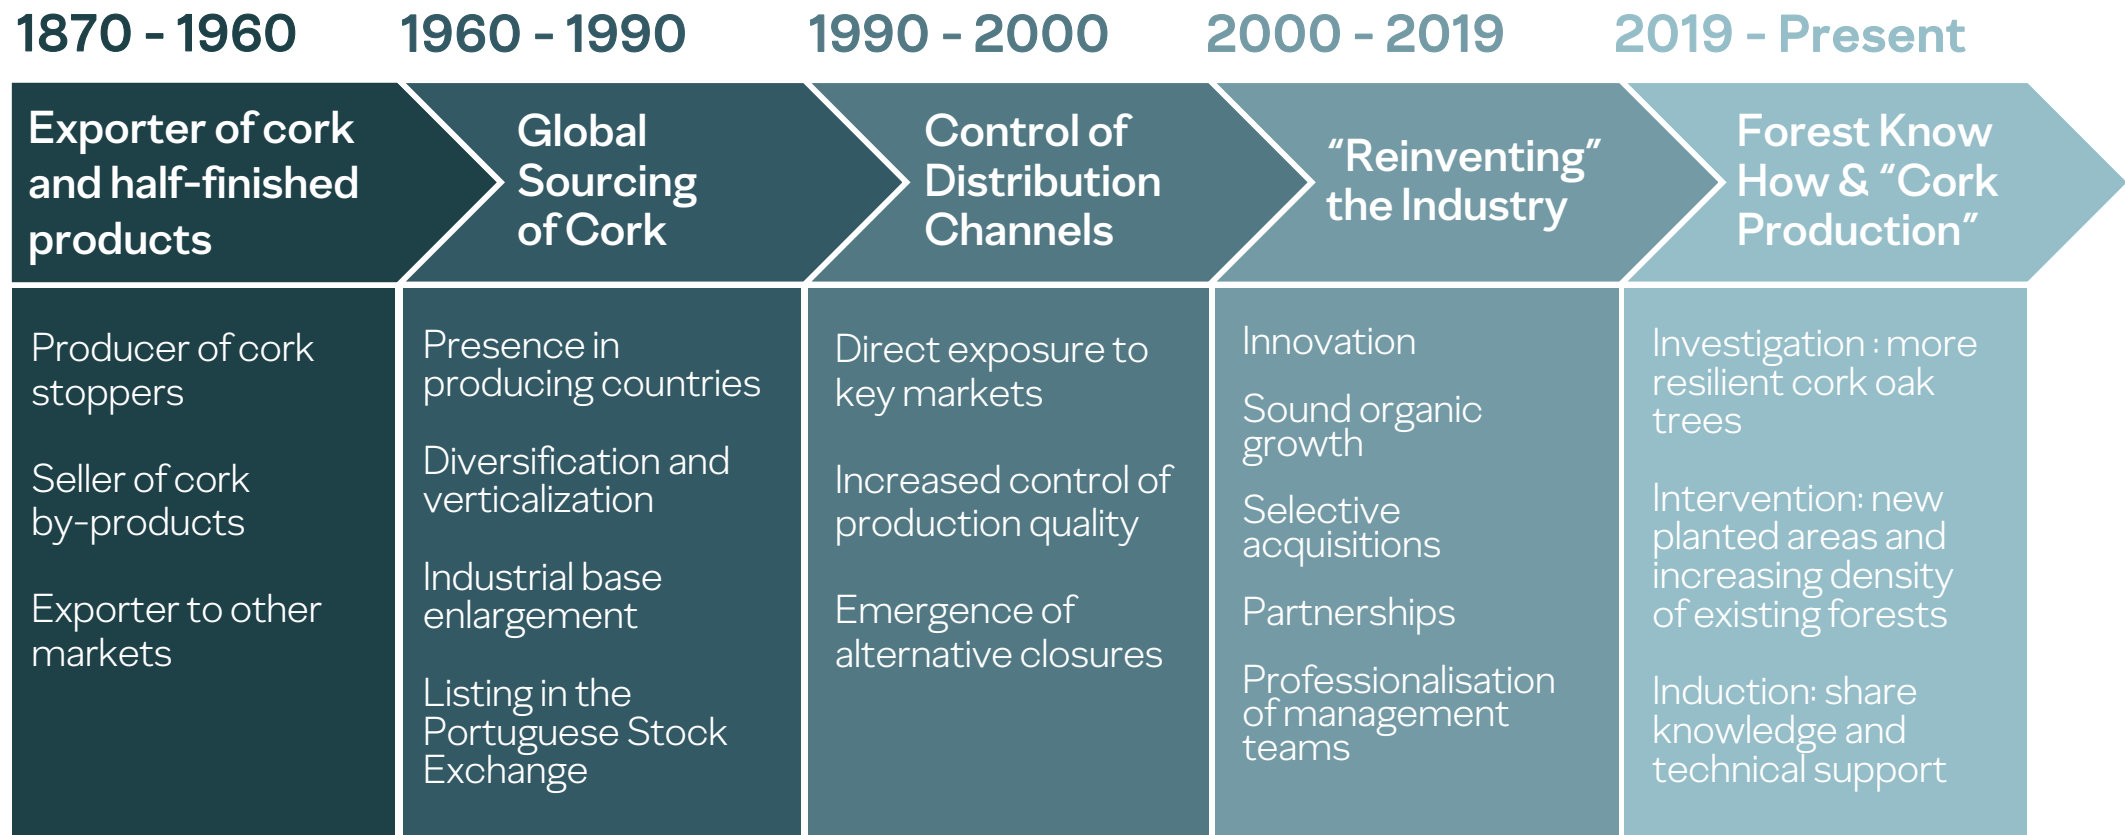 1870 - 1960
1960 - 1990
1990 - 2000
2000 - 2019
2019 - Present
Exporter of cork
and half-finished
products
Global
Sourcing
of Cork
Control of
Distribution
Channels
“Reinventing”
the Industry
Forest Know
How & “Cork
Production”
Producer of cork
stoppers
Seller of cork
by-products
Exporter to other
markets
Presence in
producing countries
Diversification and
verticalization
Industrial base
enlargement
Listing in the
Portuguese Stock
Exchange
Direct exposure to
key markets
Increased control of
production quality
Emergence of
alternative closures
Innovation
Sound organic
growth
Selective
acquisitions
Partnerships
Professionalisation
of management
teams
Investigation : more
resilient cork oak
trees
Intervention: new
planted areas and
increasing density
of existing forests
Induction: share
knowledge and
technical support